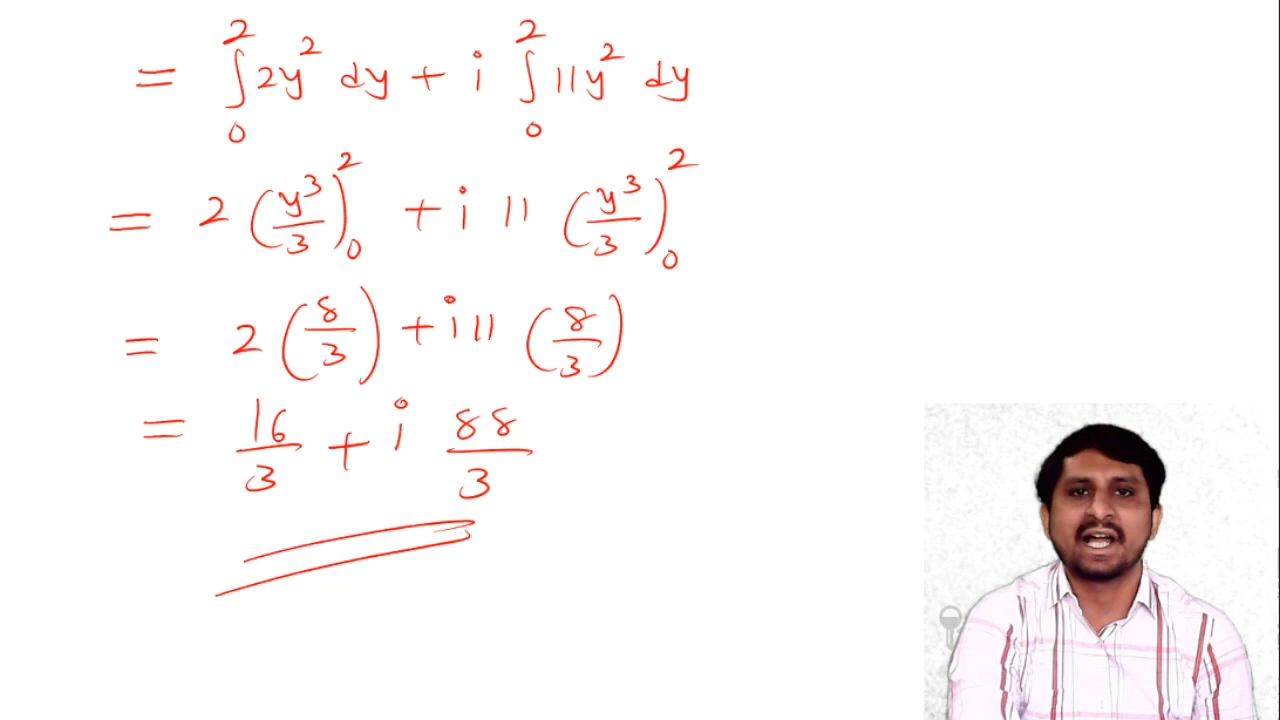 = ∫₀² 2y² dy + i ∫₀² 11y² dy
= 2 (y³/3)₀² + i 11 (y³/3)₀²
= 2 (8/3) + i 11 (8/3)
= 16/3 + i 88/3